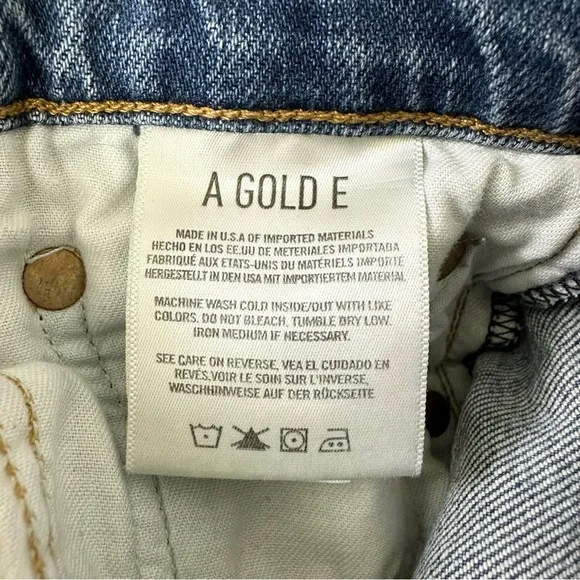 A GOLD E
MADE IN U.S.A OF IMPORTED MATERIALS
HECHO EN LOS EE.UU DE METERIALES IMPORTADA
FABRIQUÉ AUX ETATS-UNIS DU MATÉRIELS IMPORTÉ
HERGESTELLT IN DEN USA MIT IMPORTIERTEM MATERIAL
MACHINE WASH COLD INSIDE/OUT WITH LIKE
COLORS. DO NOT BLEACH. TUMBLE DRY LOW.
IRON MEDIUM IF NECESSARY.
SEE CARE ON REVERSE, VEA EL CUIDADO EN
REVÉS.VOIR LE SOIN SUR L'INVERSE,
WASCHHINWEISE AUF DER RÜCKSEITE